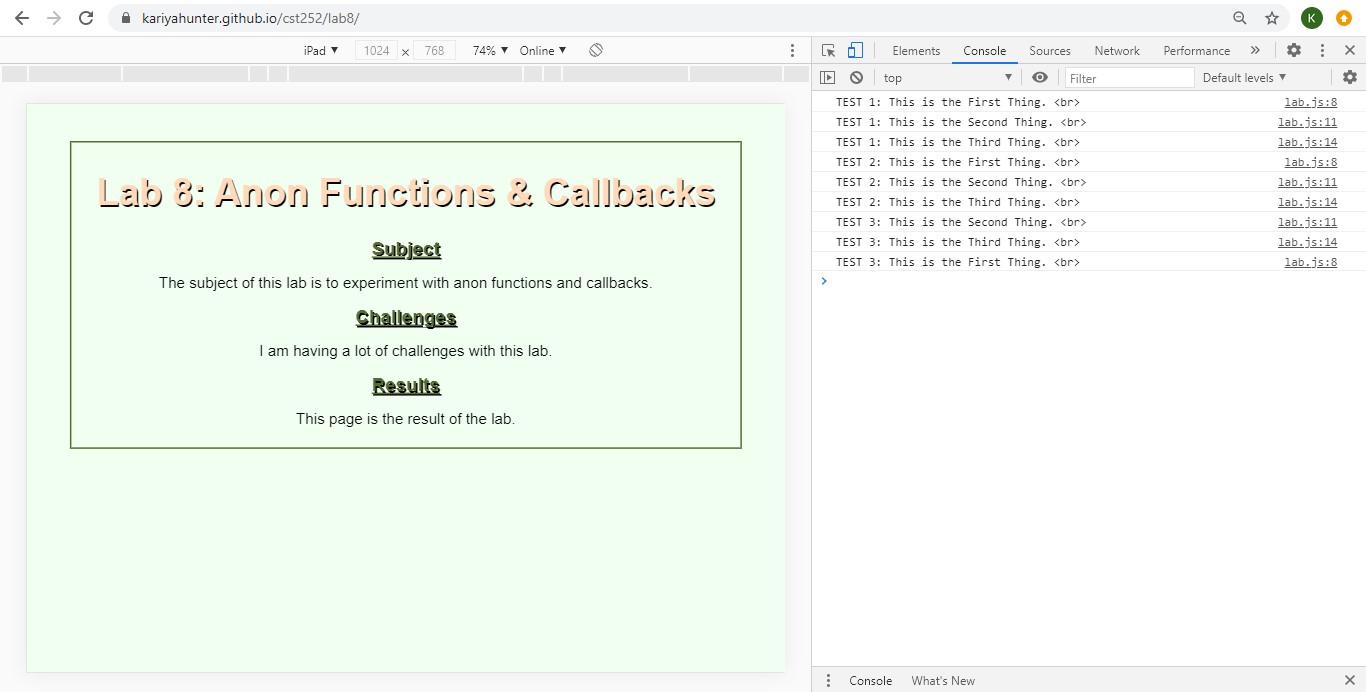 kariyahunter.github.io/cst252/lab8/
K
iPad ▼ 1024 x 768 74% ▼ Online ▼
Elements Console Sources Network Performance »
top ▼ Filter Default levels ▼
Lab 8: Anon Functions & Callbacks
Subject
The subject of this lab is to experiment with anon functions and callbacks.
Challenges
I am having a lot of challenges with this lab.
Results
This page is the result of the lab.
TEST 1: This is the First Thing. <br> lab.js:8
TEST 1: This is the Second Thing. <br> lab.js:11
TEST 1: This is the Third Thing. <br> lab.js:14
TEST 2: This is the First Thing. <br> lab.js:8
TEST 2: This is the Second Thing. <br> lab.js:11
TEST 2: This is the Third Thing. <br> lab.js:14
TEST 3: This is the Second Thing. <br> lab.js:11
TEST 3: This is the Third Thing. <br> lab.js:14
TEST 3: This is the First Thing. <br> lab.js:8
Console What's New